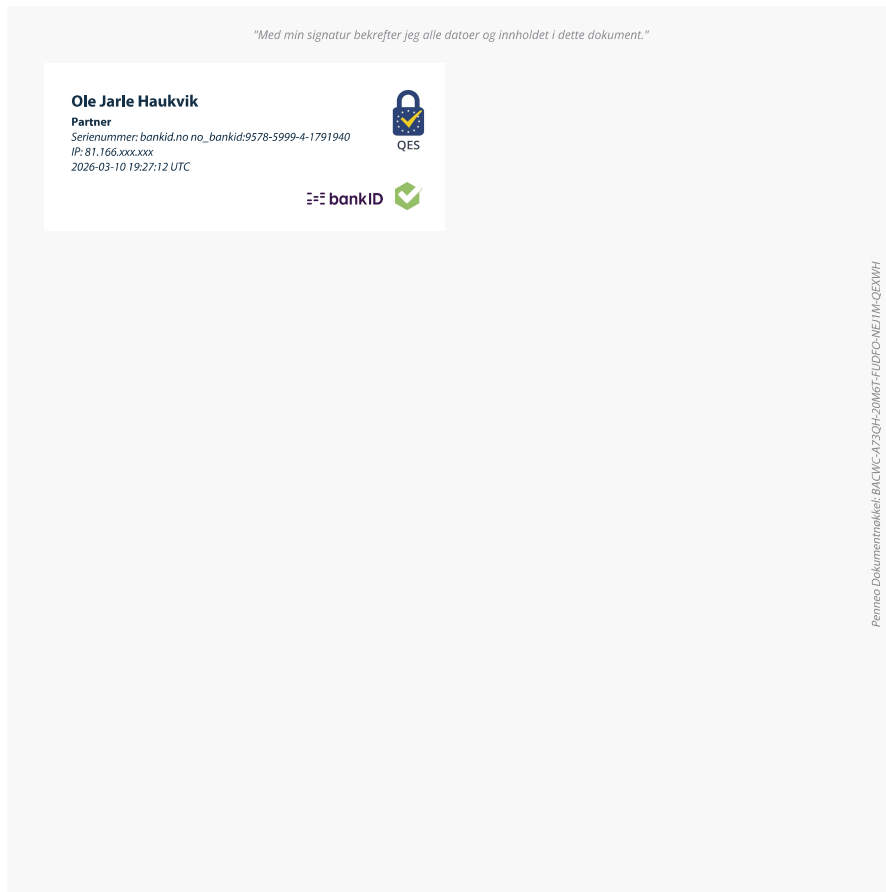 "Med min signatur bekrefter jeg alle datoer og innholdet i dette dokument."
Ole Jarle Haukvik
Partner
Serienummer: bankid.no no_bankid:9578-5999-4-1791940
IP: 81.166.xxx.xxx
2026-03-10 19:27:12 UTC
QES
bankID
Penneo Dokumentnøkkel: BACWC-A73QH-20M6T-FUDFO-NEJ1M-QEXWH